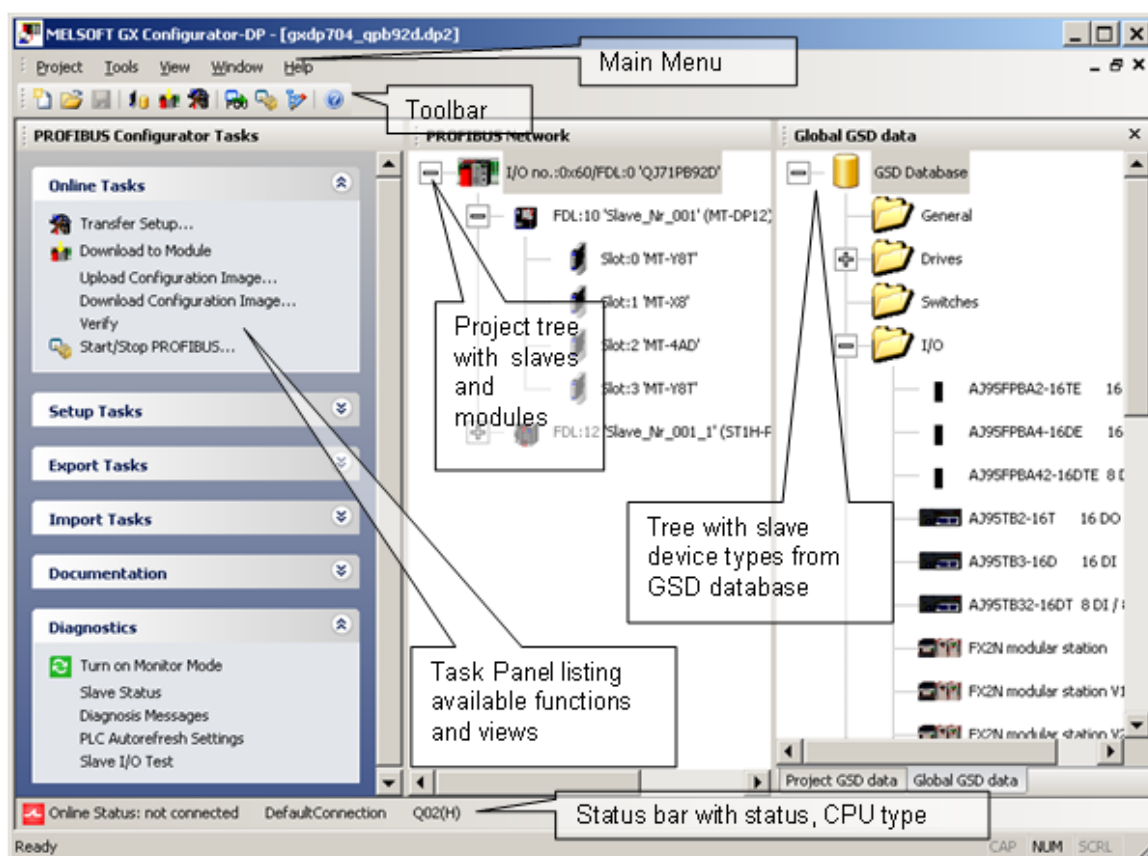 MELSOFT GX Configurator-DP - [gxdp704_qpb92d.dp2]
Project Tools View Window Help
Main Menu
Toolbar
PROFIBUS Configurator Tasks
PROFIBUS Network
Global GSD data
Online Tasks
Transfer Setup...
Download to Module
Upload Configuration Image...
Download Configuration Image...
Verify
Start/Stop PROFIBUS...
Setup Tasks
Export Tasks
Import Tasks
Documentation
Diagnostics
Turn on Monitor Mode
Slave Status
Diagnosis Messages
PLC Autorefresh Settings
Slave I/O Test
I/O no.:0x60/FDL:0 'QJ71PB92D'
FDL:10 'Slave_Nr_001' (MT-DP12)
Slot:0 'MT-Y8T'
Slot:1 'MT-X8'
Slot:2 'MT-4AD'
Slot:3 'MT-Y8T'
FDL:12 'Slave_Nr_001_1' (ST1H-P
Project tree
with slaves
and
modules
Task Panel listing
available functions
and views
GSD Database
General
Drives
Switches
I/O
AJ95FPBA2-16TE 16
AJ95FPBA4-16DE 16
AJ95FPBA42-16DTE 8 D
AJ95TB2-16T 16 DO
AJ95TB3-16D 16 DI
AJ95TB32-16DT 8 DI /
FX2N modular station
FX2N modular station V1
FX2N modular station V2
Tree with slave
device types from
GSD database
Project GSD data Global GSD data
Online Status: not connected DefaultConnection Q02(H)
Status bar with status, CPU type
Ready CAP NUM SCRL